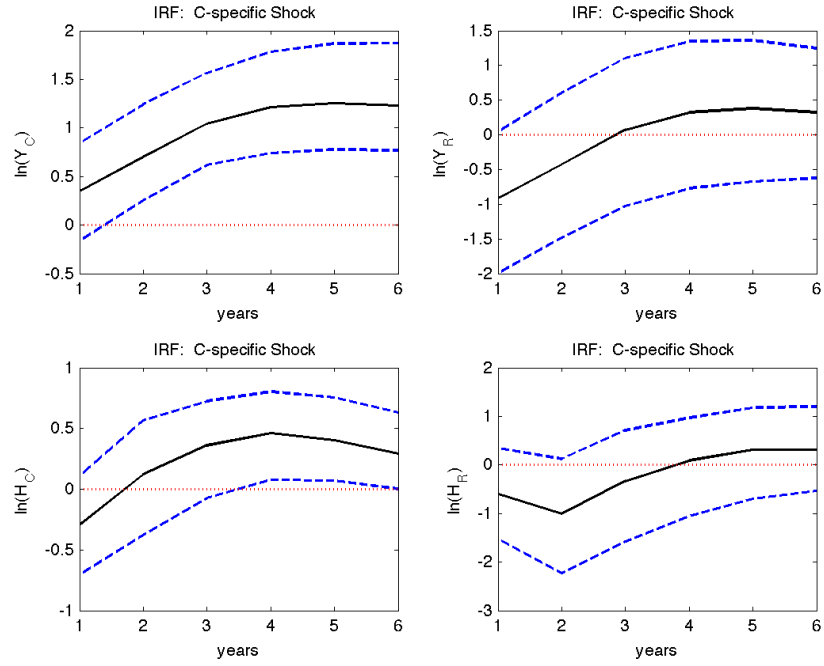 IRF: C-specific Shock
2
1.5
1
0.5
0
-0.5
ln(Y_C)
1 2 3 4 5 6
years
IRF: C-specific Shock
1.5
1
0.5
0
-0.5
-1
-1.5
-2
ln(Y_R)
1 2 3 4 5 6
years
IRF: C-specific Shock
1
0.5
0
-0.5
-1
ln(H_C)
1 2 3 4 5 6
years
IRF: C-specific Shock
2
1
0
-1
-2
-3
ln(H_R)
1 2 3 4 5 6
years